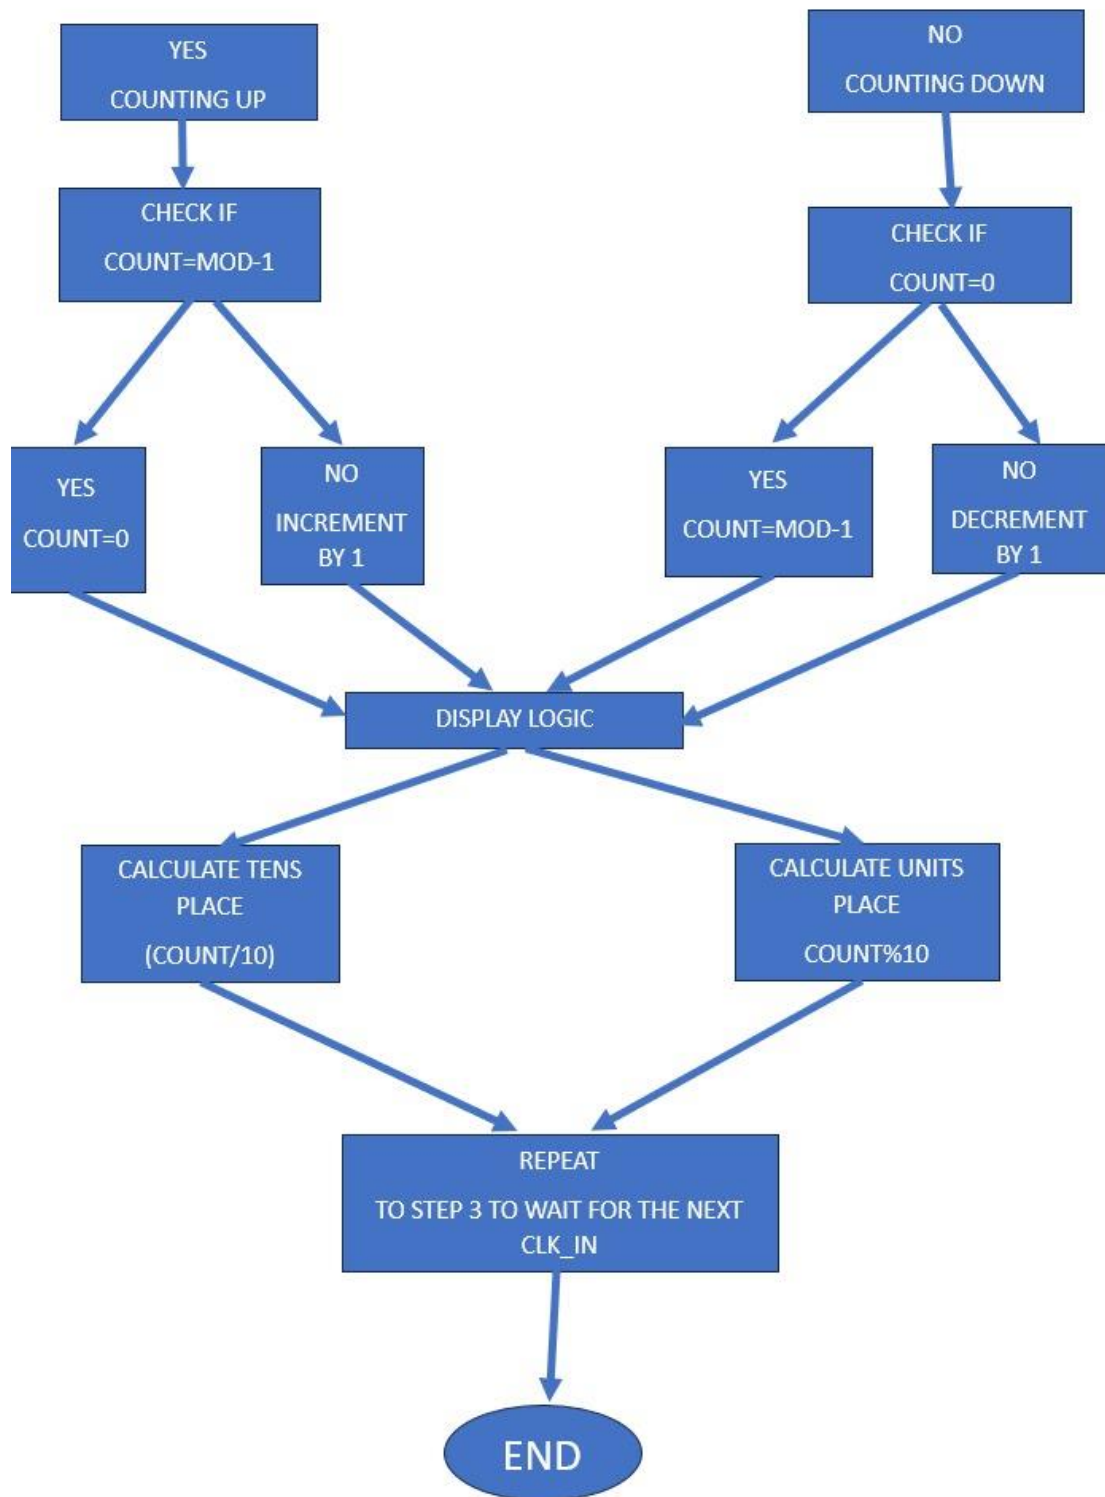 YES
COUNTING UP
NO
COUNTING DOWN
CHECK IF
COUNT=MOD-1
CHECK IF
COUNT=0
YES
COUNT=0
NO
INCREMENT
BY 1
YES
COUNT=MOD-1
NO
DECREMENT
BY 1
DISPLAY LOGIC
CALCULATE TENS
PLACE
(COUNT/10)
CALCULATE UNITS
PLACE
COUNT%10
REPEAT
TO STEP 3 TO WAIT FOR THE NEXT
CLK_IN
END